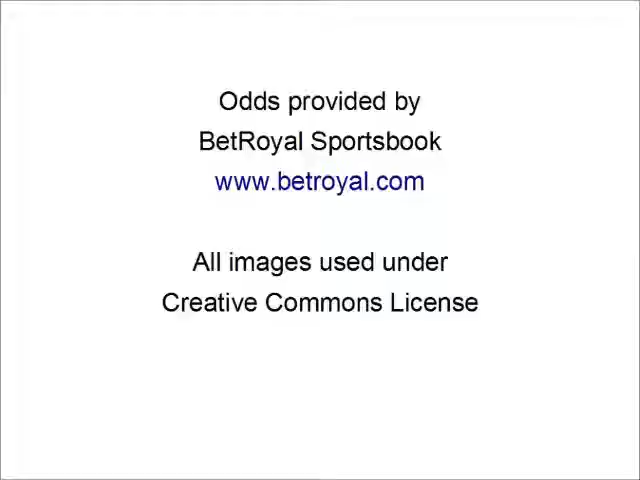 Odds provided by
BetRoyal Sportsbook
www.betroyal.com
All images used under
Creative Commons License